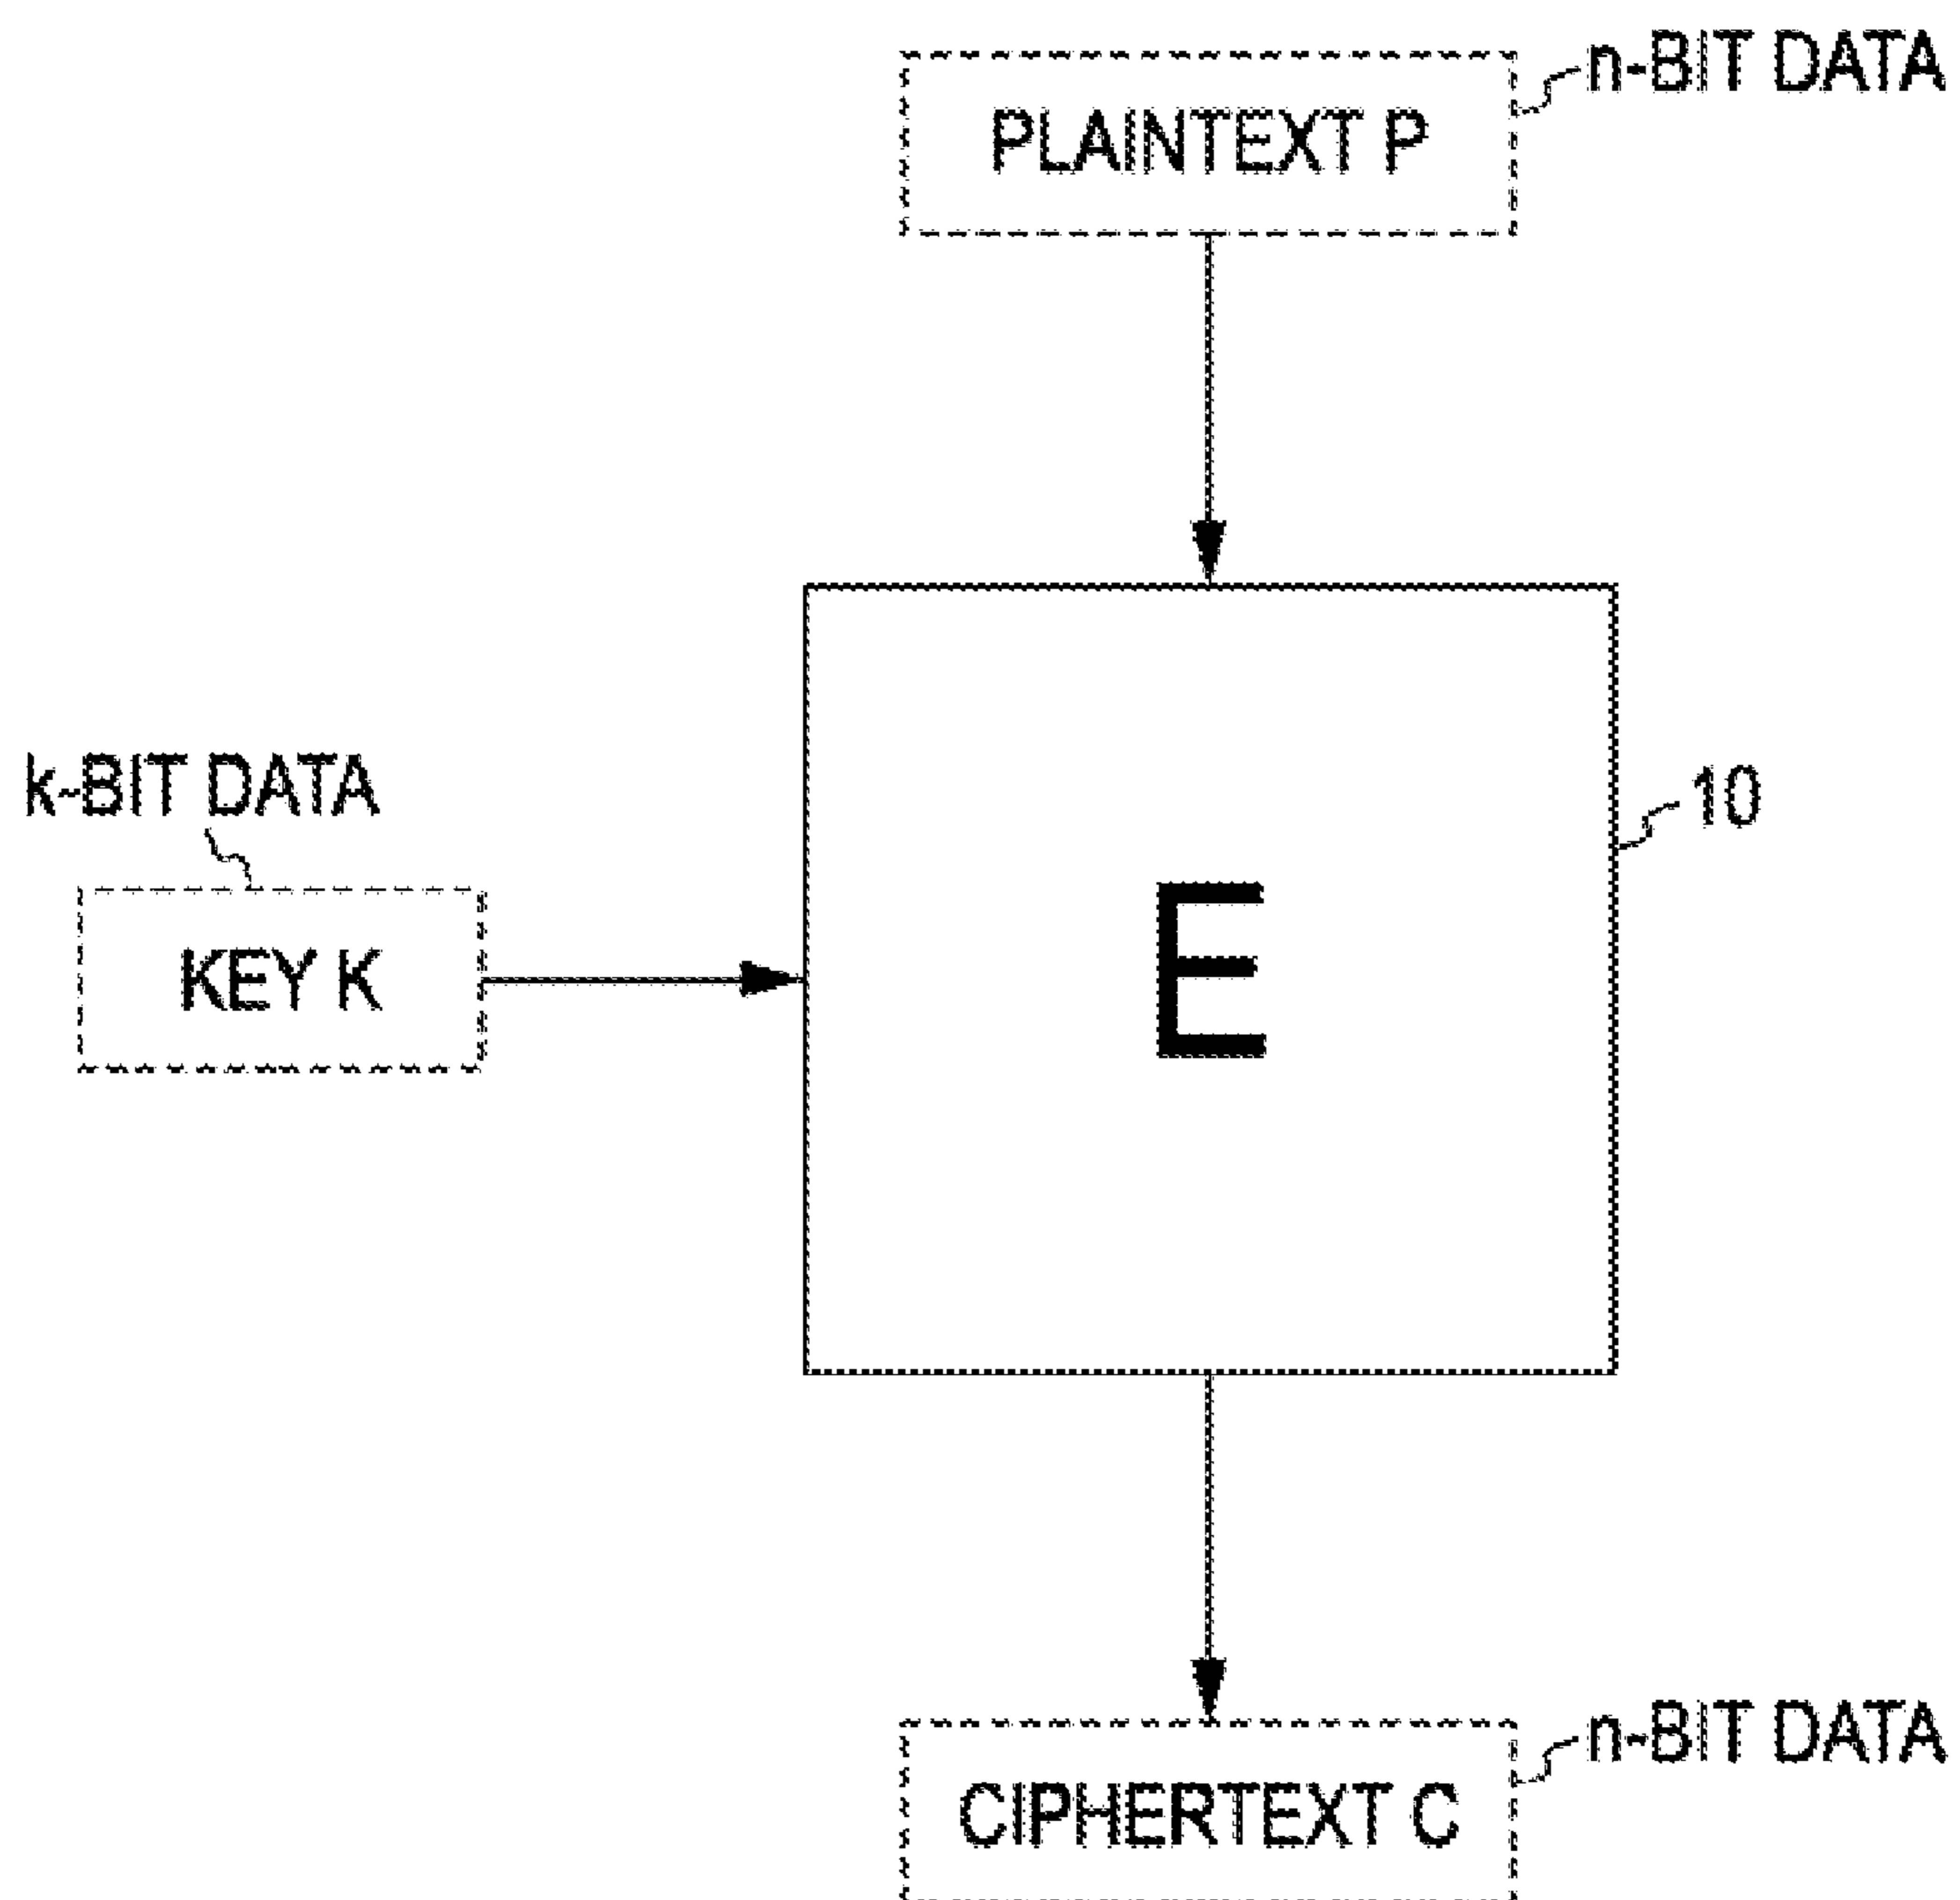 n-BIT DATA
PLAINTEXT P
k-BIT DATA
10
KEY K
E
n-BIT DATA
CIPHERTEXT C